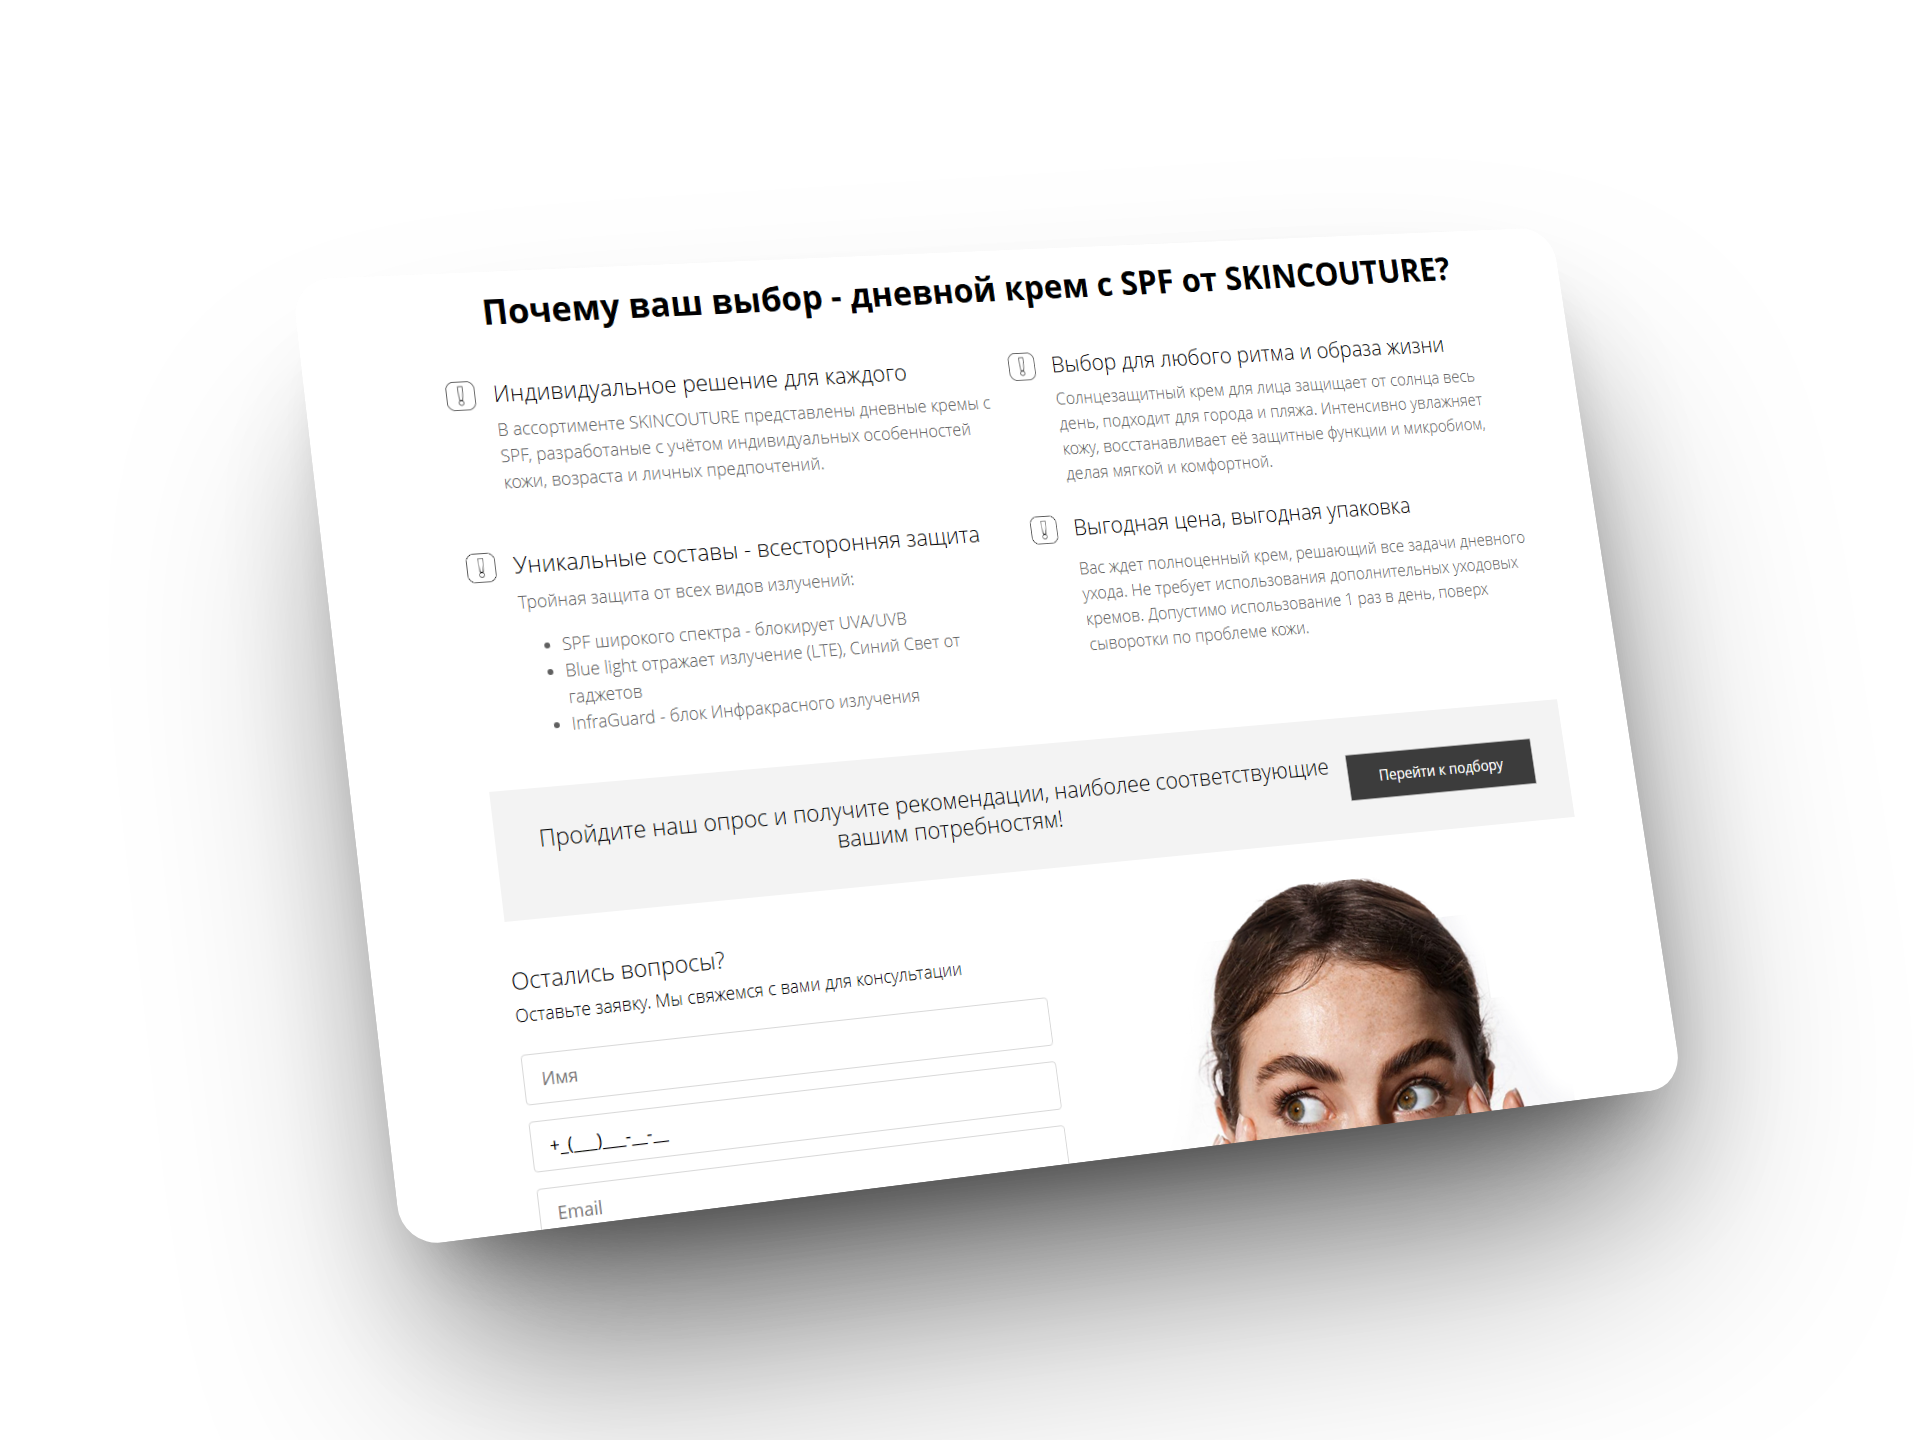 Почему ваш выбор - дневной крем с SPF от SKINCOUTURE?
Индивидуальное решение для каждого
В ассортименте SKINCOUTURE представлены дневные кремы с
SPF, разработаные с учётом индивидуальных особенностей
кожи, возраста и личных предпочтений.
Выбор для любого ритма и образа жизни
Солнцезащитный крем для лица защищает от солнца весь
день, подходит для города и пляжа. Интенсивно увлажняет
кожу, восстанавливает её защитные функции и микробиом,
делая мягкой и комфортной.
Уникальные составы - всесторонняя защита
Тройная защита от всех видов излучений:
• SPF широкого спектра - блокирует UVA/UVB
• Blue light отражает излучение (LTE), Синий Свет от
гаджетов
• InfraGuard - блок Инфракрасного излучения
Выгодная цена, выгодная упаковка
Вас ждет полноценный крем, решающий все задачи дневного
ухода. Не требует использования дополнительных уходовых
кремов. Допустимо использование 1 раз в день, поверх
сыворотки по проблеме кожи.
Пройдите наш опрос и получите рекомендации, наиболее соответствующие
вашим потребностям!
Перейти к подбору
Остались вопросы?
Оставьте заявку. Мы свяжемся с вами для консультации
Имя
+_(___)___-__-__
Email